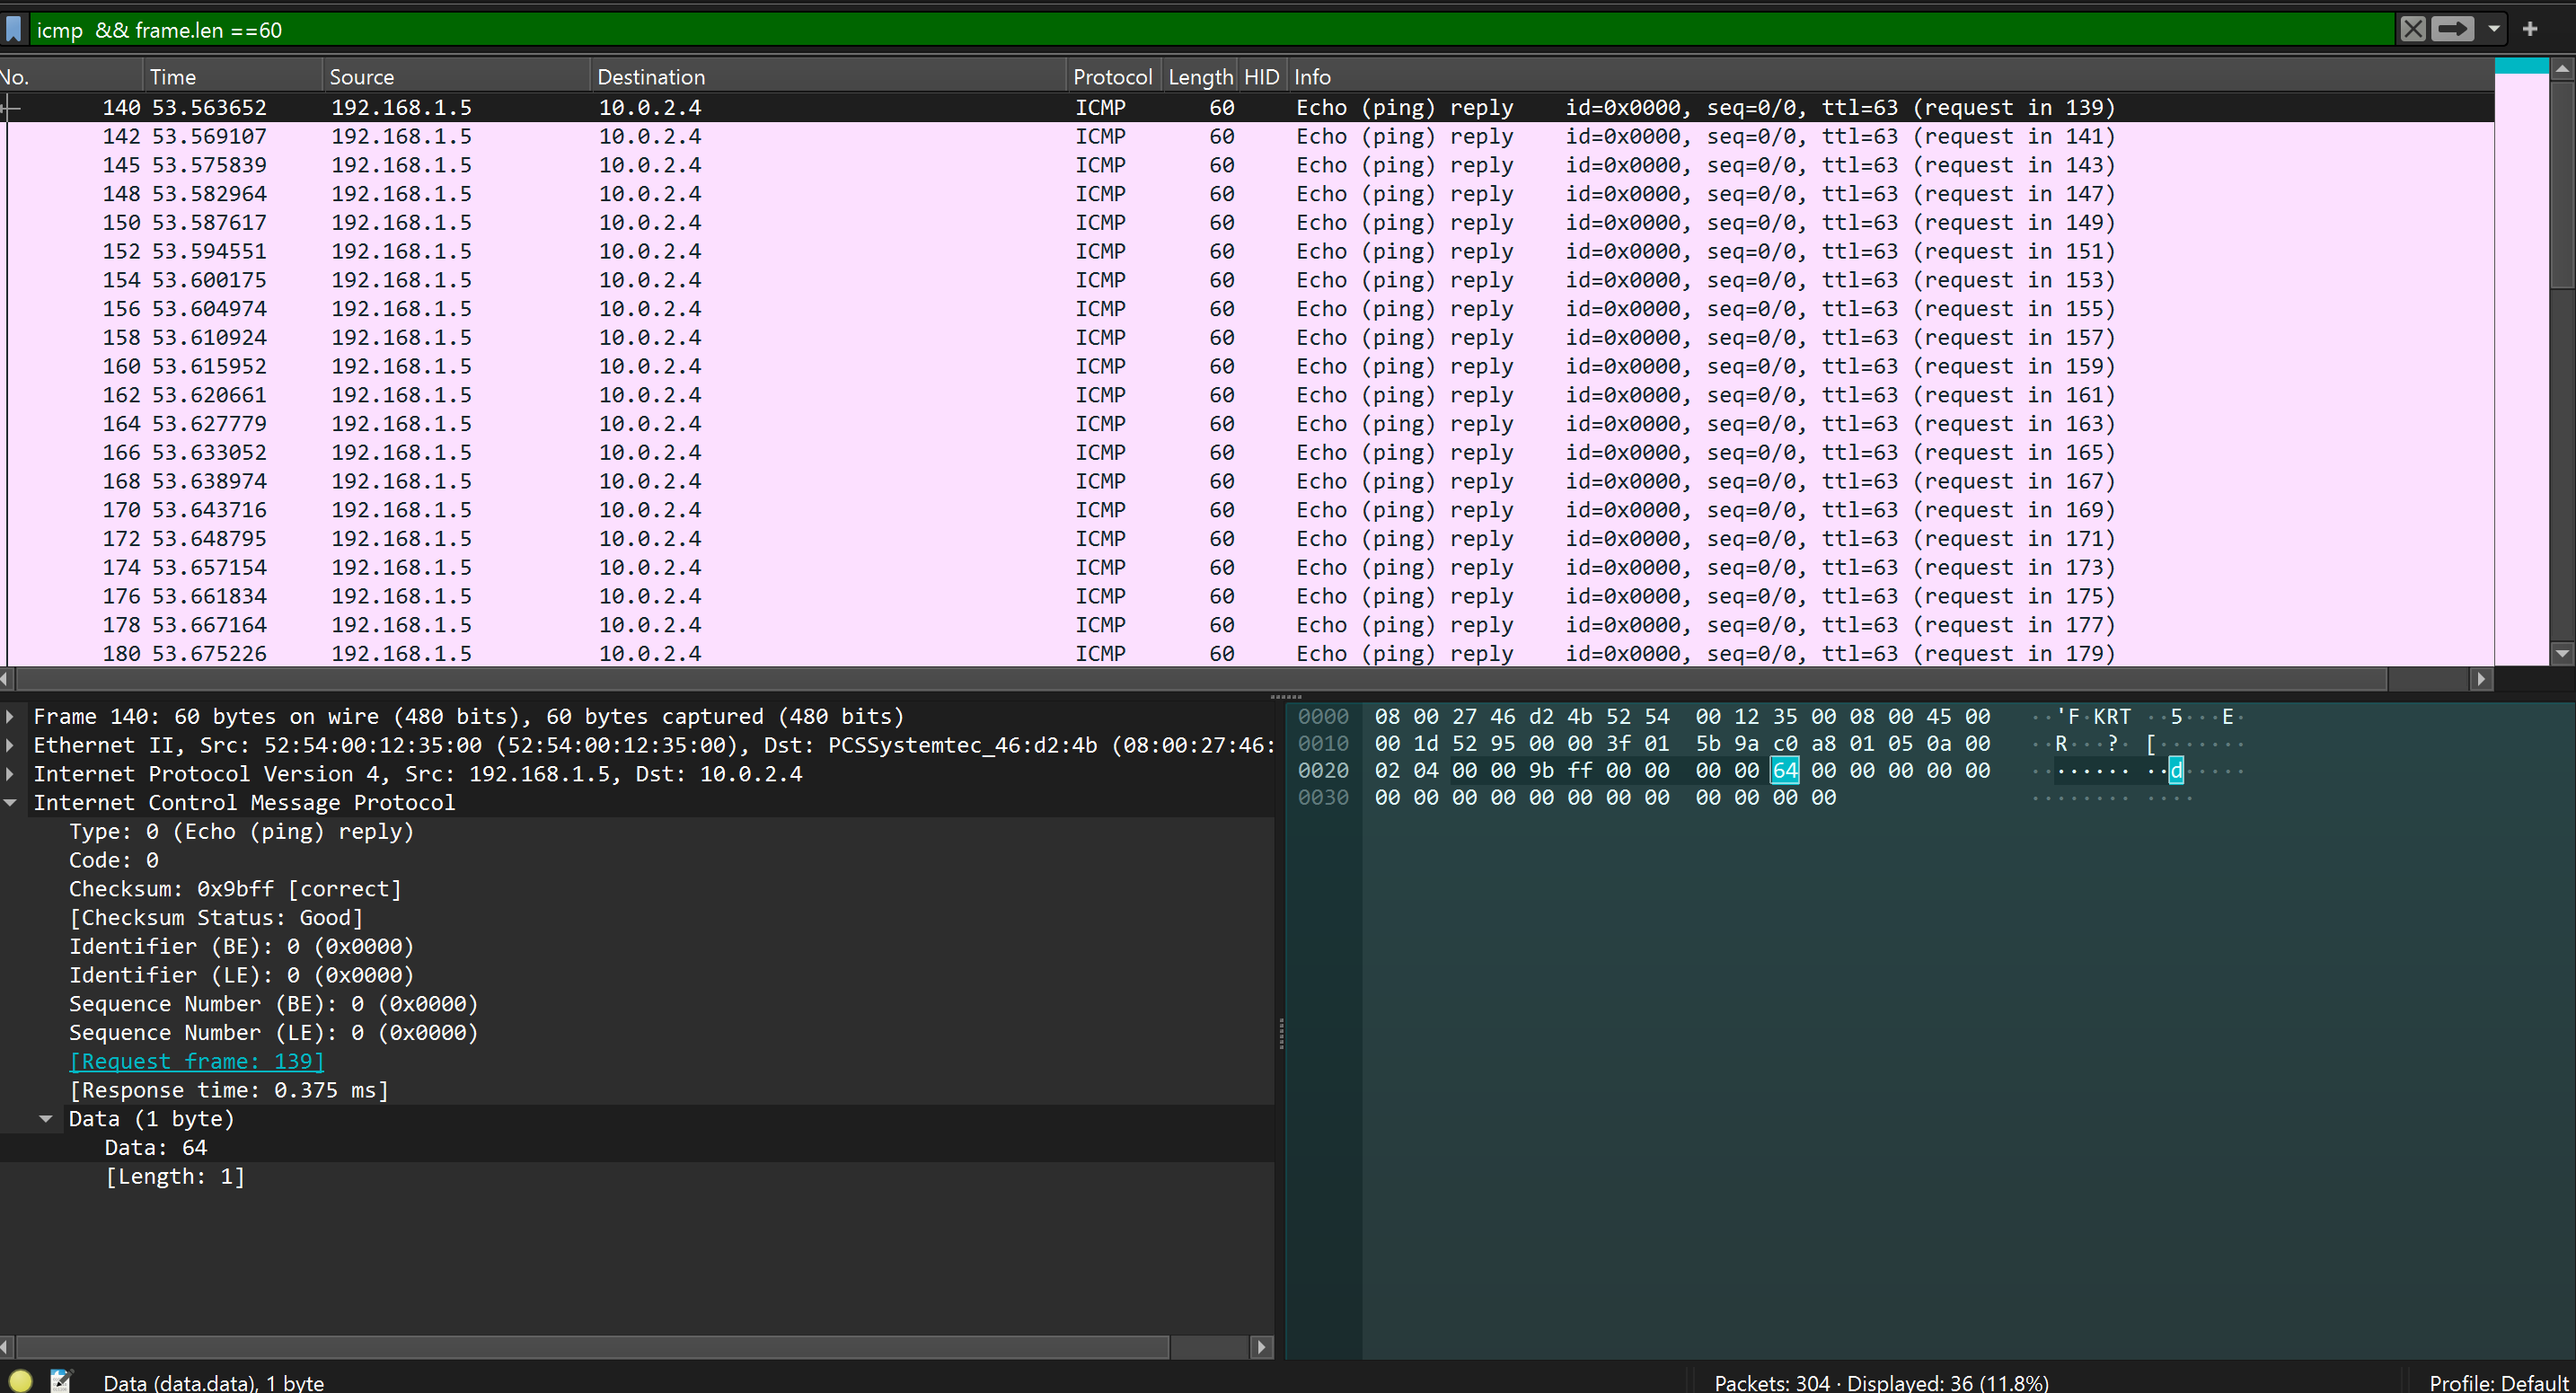 icmp  && frame.len ==60
No. Time Source Destination Protocol Length HID Info
140 53.563652 192.168.1.5 10.0.2.4 ICMP 60 Echo (ping) reply id=0x0000, seq=0/0, ttl=63 (request in 139)
142 53.569107 192.168.1.5 10.0.2.4 ICMP 60 Echo (ping) reply id=0x0000, seq=0/0, ttl=63 (request in 141)
145 53.575839 192.168.1.5 10.0.2.4 ICMP 60 Echo (ping) reply id=0x0000, seq=0/0, ttl=63 (request in 143)
148 53.582964 192.168.1.5 10.0.2.4 ICMP 60 Echo (ping) reply id=0x0000, seq=0/0, ttl=63 (request in 147)
150 53.587617 192.168.1.5 10.0.2.4 ICMP 60 Echo (ping) reply id=0x0000, seq=0/0, ttl=63 (request in 149)
152 53.594551 192.168.1.5 10.0.2.4 ICMP 60 Echo (ping) reply id=0x0000, seq=0/0, ttl=63 (request in 151)
154 53.600175 192.168.1.5 10.0.2.4 ICMP 60 Echo (ping) reply id=0x0000, seq=0/0, ttl=63 (request in 153)
156 53.604974 192.168.1.5 10.0.2.4 ICMP 60 Echo (ping) reply id=0x0000, seq=0/0, ttl=63 (request in 155)
158 53.610924 192.168.1.5 10.0.2.4 ICMP 60 Echo (ping) reply id=0x0000, seq=0/0, ttl=63 (request in 157)
160 53.615952 192.168.1.5 10.0.2.4 ICMP 60 Echo (ping) reply id=0x0000, seq=0/0, ttl=63 (request in 159)
162 53.620661 192.168.1.5 10.0.2.4 ICMP 60 Echo (ping) reply id=0x0000, seq=0/0, ttl=63 (request in 161)
164 53.627779 192.168.1.5 10.0.2.4 ICMP 60 Echo (ping) reply id=0x0000, seq=0/0, ttl=63 (request in 163)
166 53.633052 192.168.1.5 10.0.2.4 ICMP 60 Echo (ping) reply id=0x0000, seq=0/0, ttl=63 (request in 165)
168 53.638974 192.168.1.5 10.0.2.4 ICMP 60 Echo (ping) reply id=0x0000, seq=0/0, ttl=63 (request in 167)
170 53.643716 192.168.1.5 10.0.2.4 ICMP 60 Echo (ping) reply id=0x0000, seq=0/0, ttl=63 (request in 169)
172 53.648795 192.168.1.5 10.0.2.4 ICMP 60 Echo (ping) reply id=0x0000, seq=0/0, ttl=63 (request in 171)
174 53.657154 192.168.1.5 10.0.2.4 ICMP 60 Echo (ping) reply id=0x0000, seq=0/0, ttl=63 (request in 173)
176 53.661834 192.168.1.5 10.0.2.4 ICMP 60 Echo (ping) reply id=0x0000, seq=0/0, ttl=63 (request in 175)
178 53.667164 192.168.1.5 10.0.2.4 ICMP 60 Echo (ping) reply id=0x0000, seq=0/0, ttl=63 (request in 177)
180 53.675226 192.168.1.5 10.0.2.4 ICMP 60 Echo (ping) reply id=0x0000, seq=0/0, ttl=63 (request in 179)
Frame 140: 60 bytes on wire (480 bits), 60 bytes captured (480 bits)
Ethernet II, Src: 52:54:00:12:35:00 (52:54:00:12:35:00), Dst: PCSSystemtec_46:d2:4b (08:00:27:46:
Internet Protocol Version 4, Src: 192.168.1.5, Dst: 10.0.2.4
Internet Control Message Protocol
Type: 0 (Echo (ping) reply)
Code: 0
Checksum: 0x9bff [correct]
[Checksum Status: Good]
Identifier (BE): 0 (0x0000)
Identifier (LE): 0 (0x0000)
Sequence Number (BE): 0 (0x0000)
Sequence Number (LE): 0 (0x0000)
[Request frame: 139]
[Response time: 0.375 ms]
Data (1 byte)
Data: 64
[Length: 1]
0000 08 00 27 46 d2 4b 52 54 00 12 35 00 08 00 45 00 ··'F·KRT ··5···E·
0010 00 1d 52 95 00 00 3f 01 5b 9a c0 a8 01 05 0a 00 ··R···?· [·······
0020 02 04 00 00 9b ff 00 00 00 00 64 00 00 00 00 00 ········ ··d·····
0030 00 00 00 00 00 00 00 00 00 00 00 00 ········ ····
Data (data.data), 1 byte
Packets: 304 · Displayed: 36 (11.8%)
Profile: Default